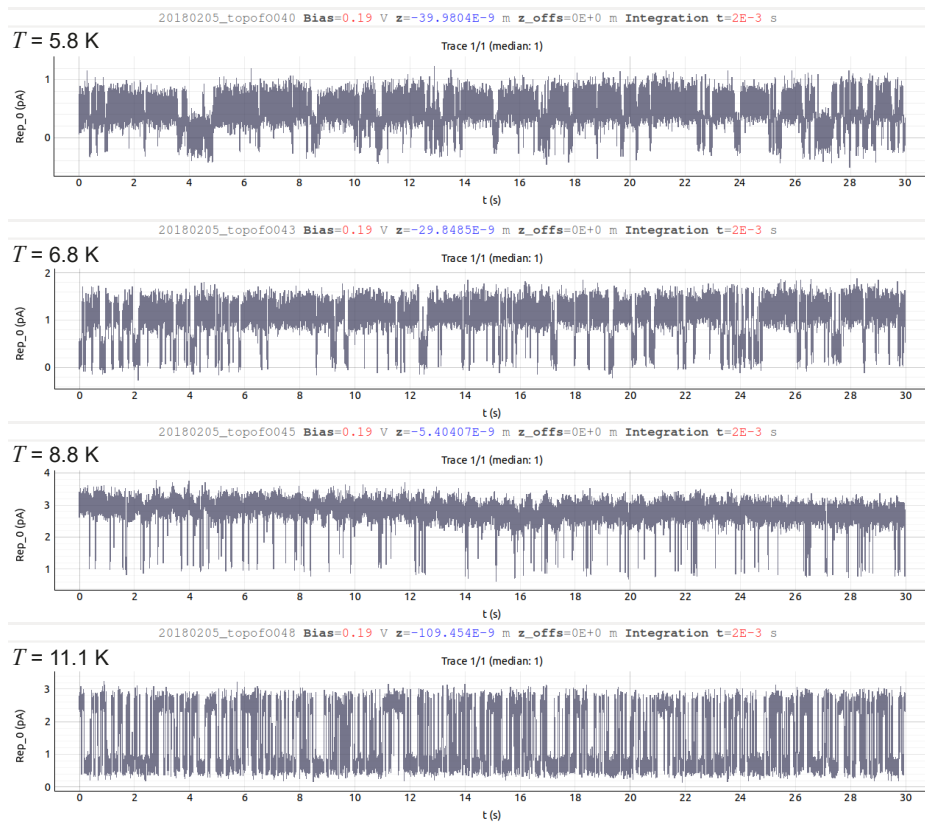 20180205_topofO040 Bias=0.19 V z=-39.9804E-9 m z_offs=0E+0 m Integration t=2E-3 s
T = 5.8 K
Trace 1/1 (median: 1)
Rep_0 (pA)
1
0
0 2 4 6 8 10 12 14 16 18 20 22 24 26 28 30
t (s)
20180205_topofO043 Bias=0.19 V z=-29.8485E-9 m z_offs=0E+0 m Integration t=2E-3 s
T = 6.8 K
Trace 1/1 (median: 1)
Rep_0 (pA)
2
1
0
0 2 4 6 8 10 12 14 16 18 20 22 24 26 28 30
t (s)
20180205_topofO045 Bias=0.19 V z=-5.40407E-9 m z_offs=0E+0 m Integration t=2E-3 s
T = 8.8 K
Trace 1/1 (median: 1)
Rep_0 (pA)
4
3
2
1
0 2 4 6 8 10 12 14 16 18 20 22 24 26 28 30
t (s)
20180205_topofO048 Bias=0.19 V z=-109.454E-9 m z_offs=0E+0 m Integration t=2E-3 s
T = 11.1 K
Trace 1/1 (median: 1)
Rep_0 (pA)
3
2
1
0
0 2 4 6 8 10 12 14 16 18 20 22 24 26 28 30
t (s)